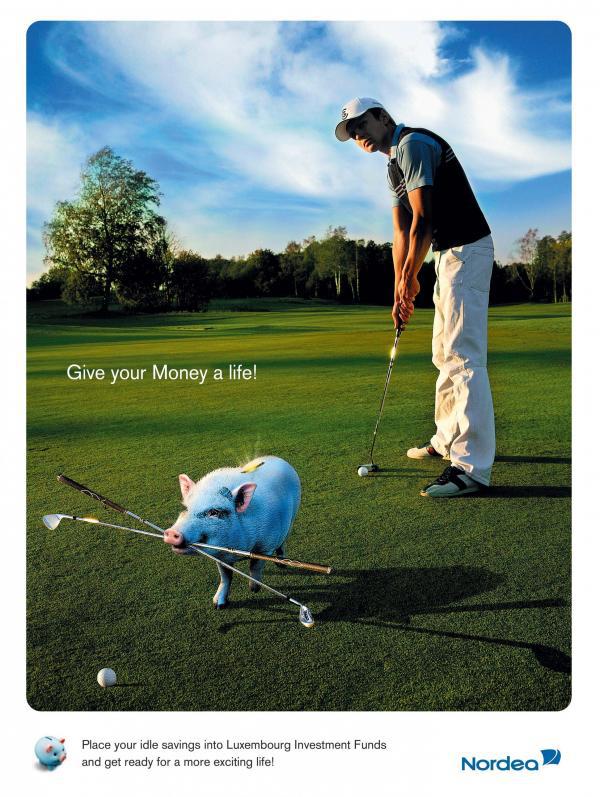 Give your Money a life!
Place your idle savings into Luxembourg Investment Funds
and get ready for a more exciting life!
Nordea